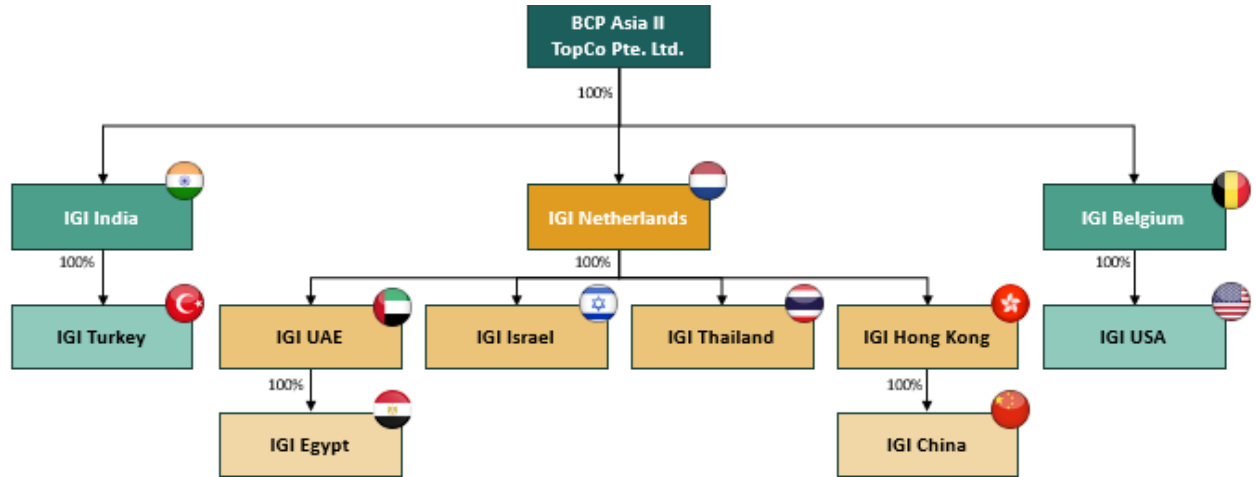 BCP Asia II
TopCo Pte. Ltd.
100%
IGI India
IGI Netherlands
IGI Belgium
100%
100%
100%
IGI Turkey
IGI UAE
IGI Israel
IGI Thailand
IGI Hong Kong
IGI USA
100%
100%
IGI Egypt
IGI China